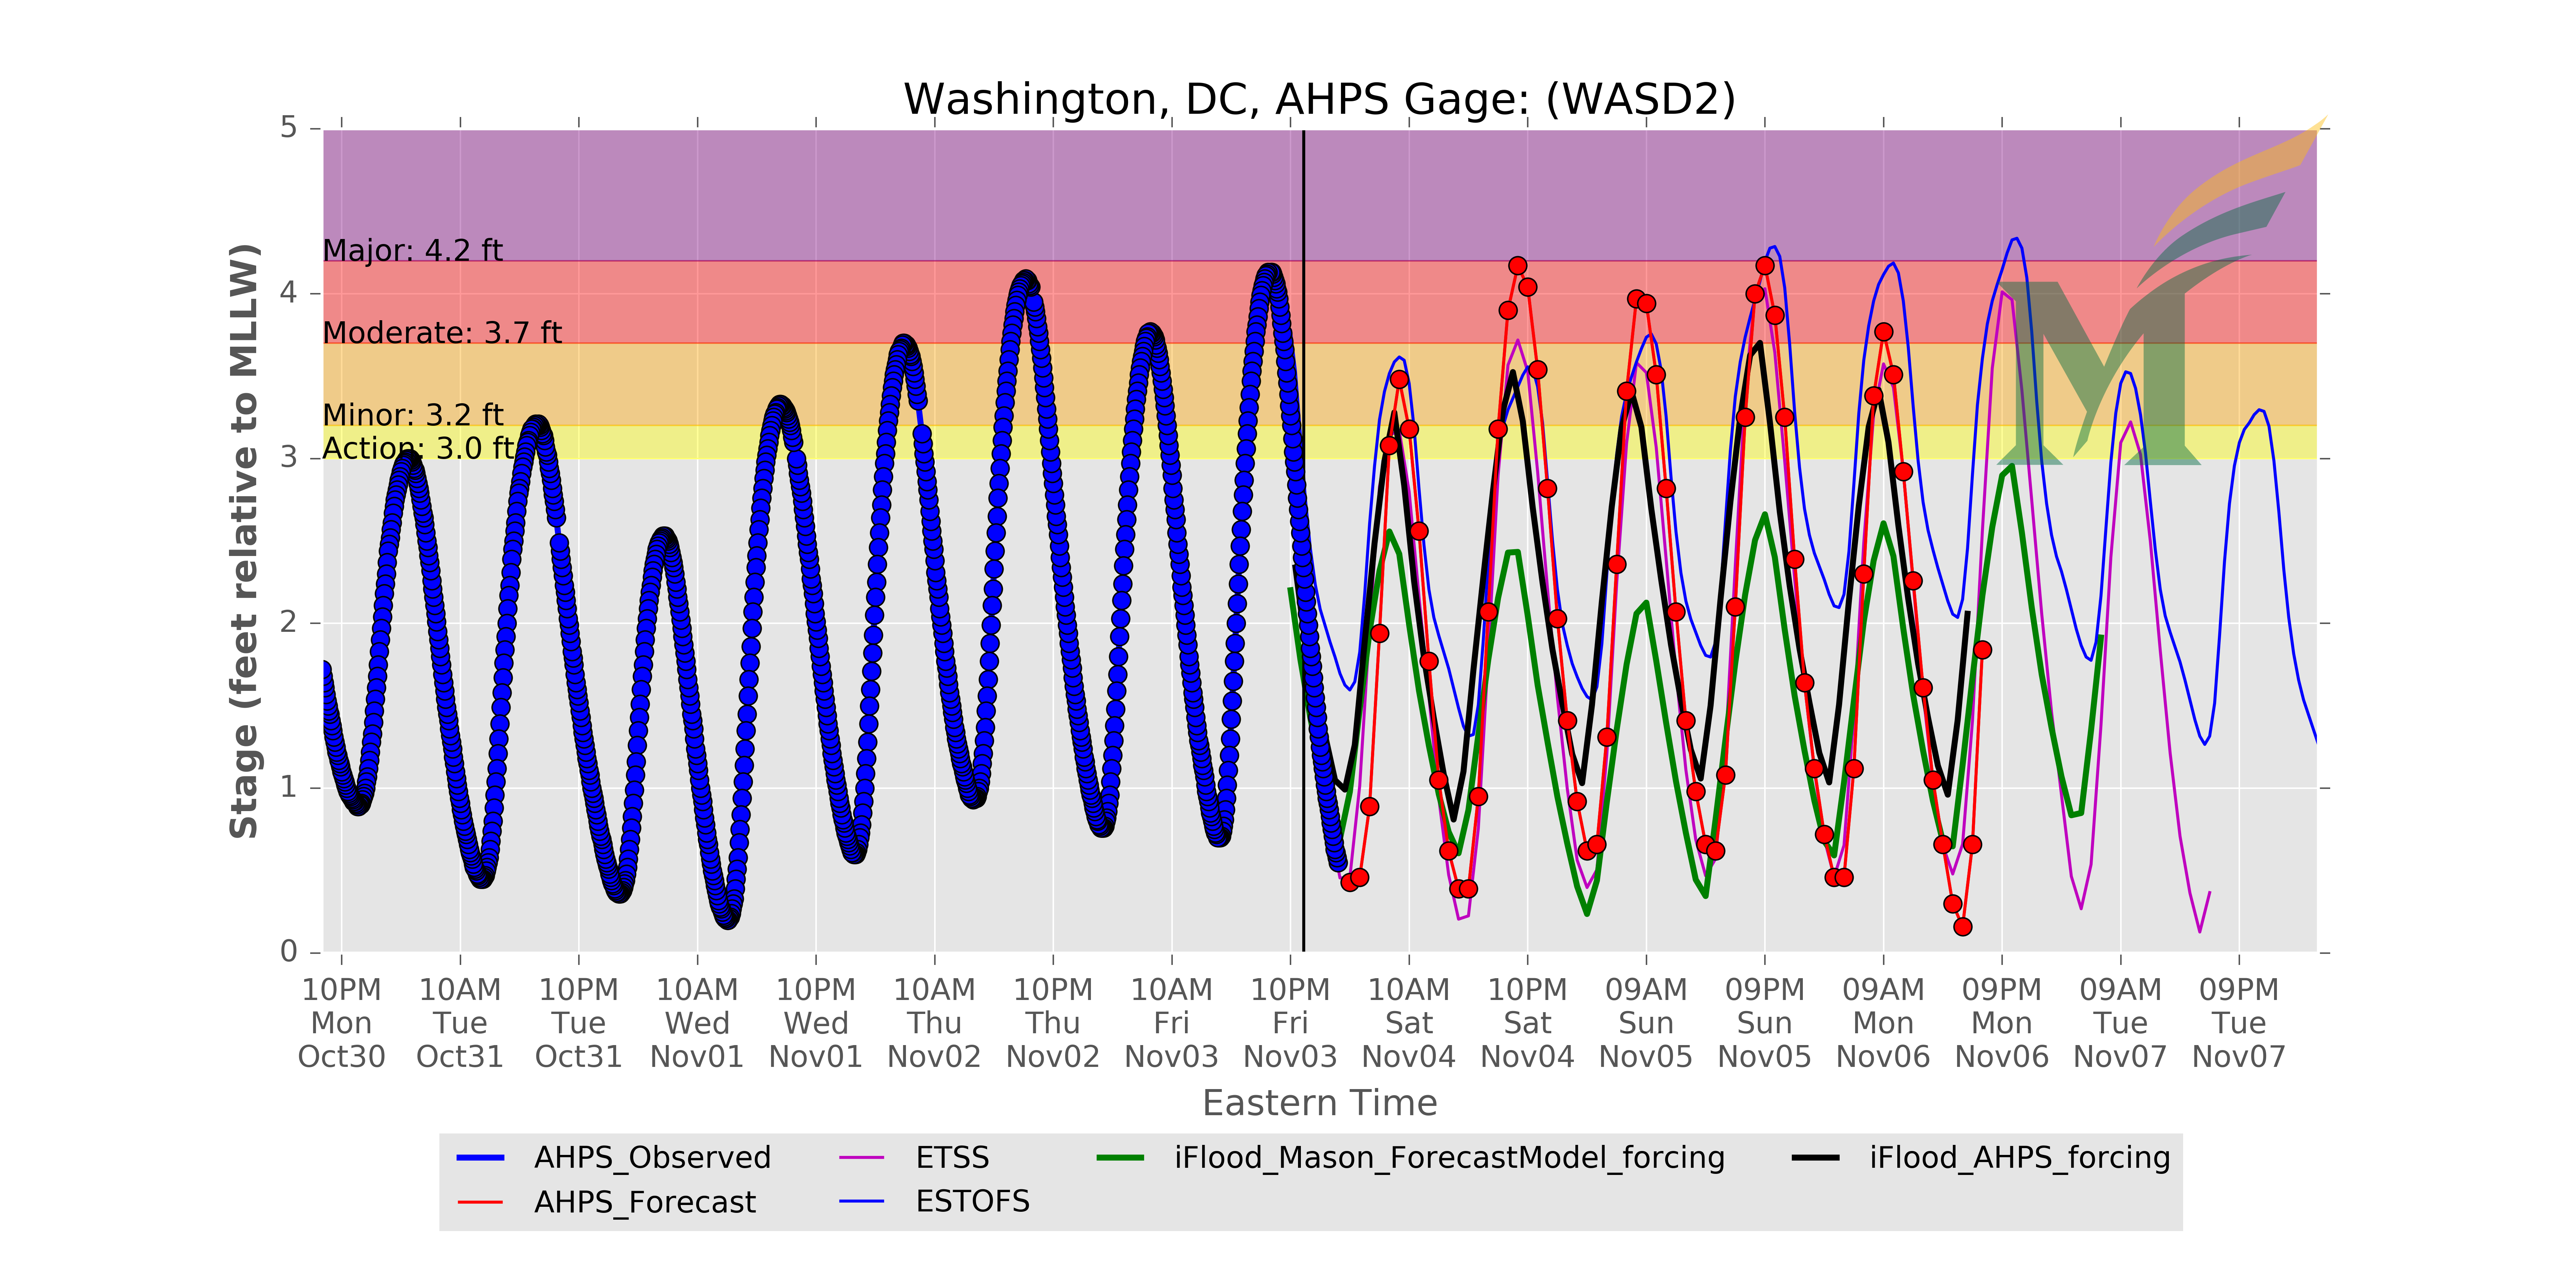 Washington, DC, AHPS Gage: (WASD2)
5
4
3
2
1
0
Stage (feet relative to MLLW)
Major: 4.2 ft
Moderate: 3.7 ft
Minor: 3.2 ft
Action: 3.0 ft
M
10PM 10AM 10PM 10AM 10PM 10AM 10PM 10AM 10PM 10AM 10PM 09AM 09PM 09AM 09PM 09AM 09PM
Mon Tue Tue Wed Wed Thu Thu Fri Fri Sat Sat Sun Sun Mon Mon Tue Tue
Oct30 Oct31 Oct31 Nov01 Nov01 Nov02 Nov02 Nov03 Nov03 Nov04 Nov04 Nov05 Nov05 Nov06 Nov06 Nov07 Nov07
Eastern Time
AHPS_Observed ETSS iFlood_Mason_ForecastModel_forcing iFlood_AHPS_forcing
AHPS_Forecast ESTOFS